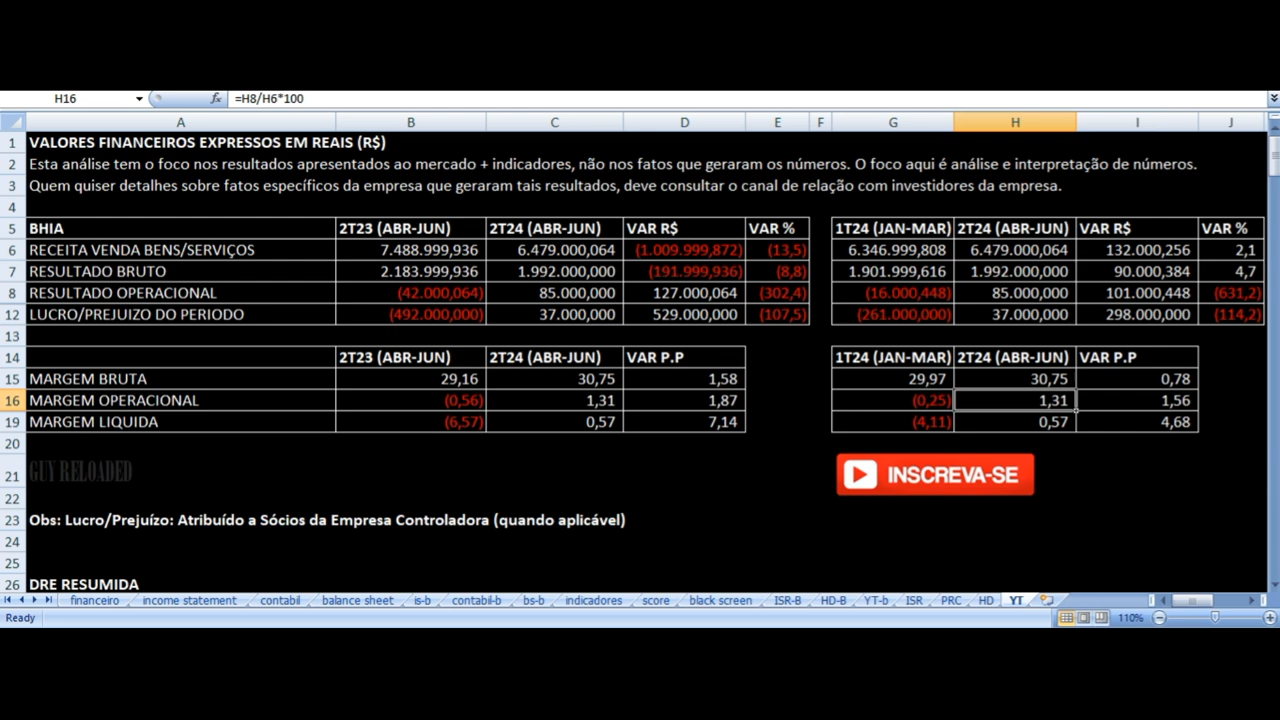 H16 fx =H8/H6*100
A B C D E F G H I J
1 VALORES FINANCEIROS EXPRESSOS EM REAIS (R$)
2 Esta análise tem o foco nos resultados apresentados ao mercado + indicadores, não nos fatos que geraram os números. O foco aqui é análise e interpretação de números.
3 Quem quiser detalhes sobre fatos específicos da empresa que geraram tais resultados, deve consultar o canal de relação com investidores da empresa.
4
5 BHIA 2T23 (ABR-JUN) 2T24 (ABR-JUN) VAR R$ VAR % 1T24 (JAN-MAR) 2T24 (ABR-JUN) VAR R$ VAR %
6 RECEITA VENDA BENS/SERVIÇOS 7.488.999,936 6.479.000,064 (1.009.999,872) (13,5) 6.346.999,808 6.479.000,064 132.000,256 2,1
7 RESULTADO BRUTO 2.183.999,936 1.992.000,000 (191.999,936) (8,8) 1.901.999,616 1.992.000,000 90.000,384 4,7
8 RESULTADO OPERACIONAL (42.000,064) 85.000,000 127.000,064 (302,4) (16.000,448) 85.000,000 101.000,448 (631,2)
12 LUCRO/PREJUIZO DO PERIODO (492.000,000) 37.000,000 529.000,000 (107,5) (261.000,000) 37.000,000 298.000,000 (114,2)
13
14 2T23 (ABR-JUN) 2T24 (ABR-JUN) VAR P.P 1T24 (JAN-MAR) 2T24 (ABR-JUN) VAR P.P
15 MARGEM BRUTA 29,16 30,75 1,58 29,97 30,75 0,78
16 MARGEM OPERACIONAL (0,56) 1,31 1,87 (0,25) 1,31 1,56
19 MARGEM LIQUIDA (6,57) 0,57 7,14 (4,11) 0,57 4,68
20
21 GUY RELOADED INSCREVA-SE
22
23 Obs: Lucro/Prejuízo: Atribuído a Sócios da Empresa Controladora (quando aplicável)
24
25
26 DRE RESUMIDA
financeiro income statement contabil balance sheet is-b contabil-b bs-b indicadores score black screen ISR-B HD-B YT-b ISR PRC HD YT
Ready 110%